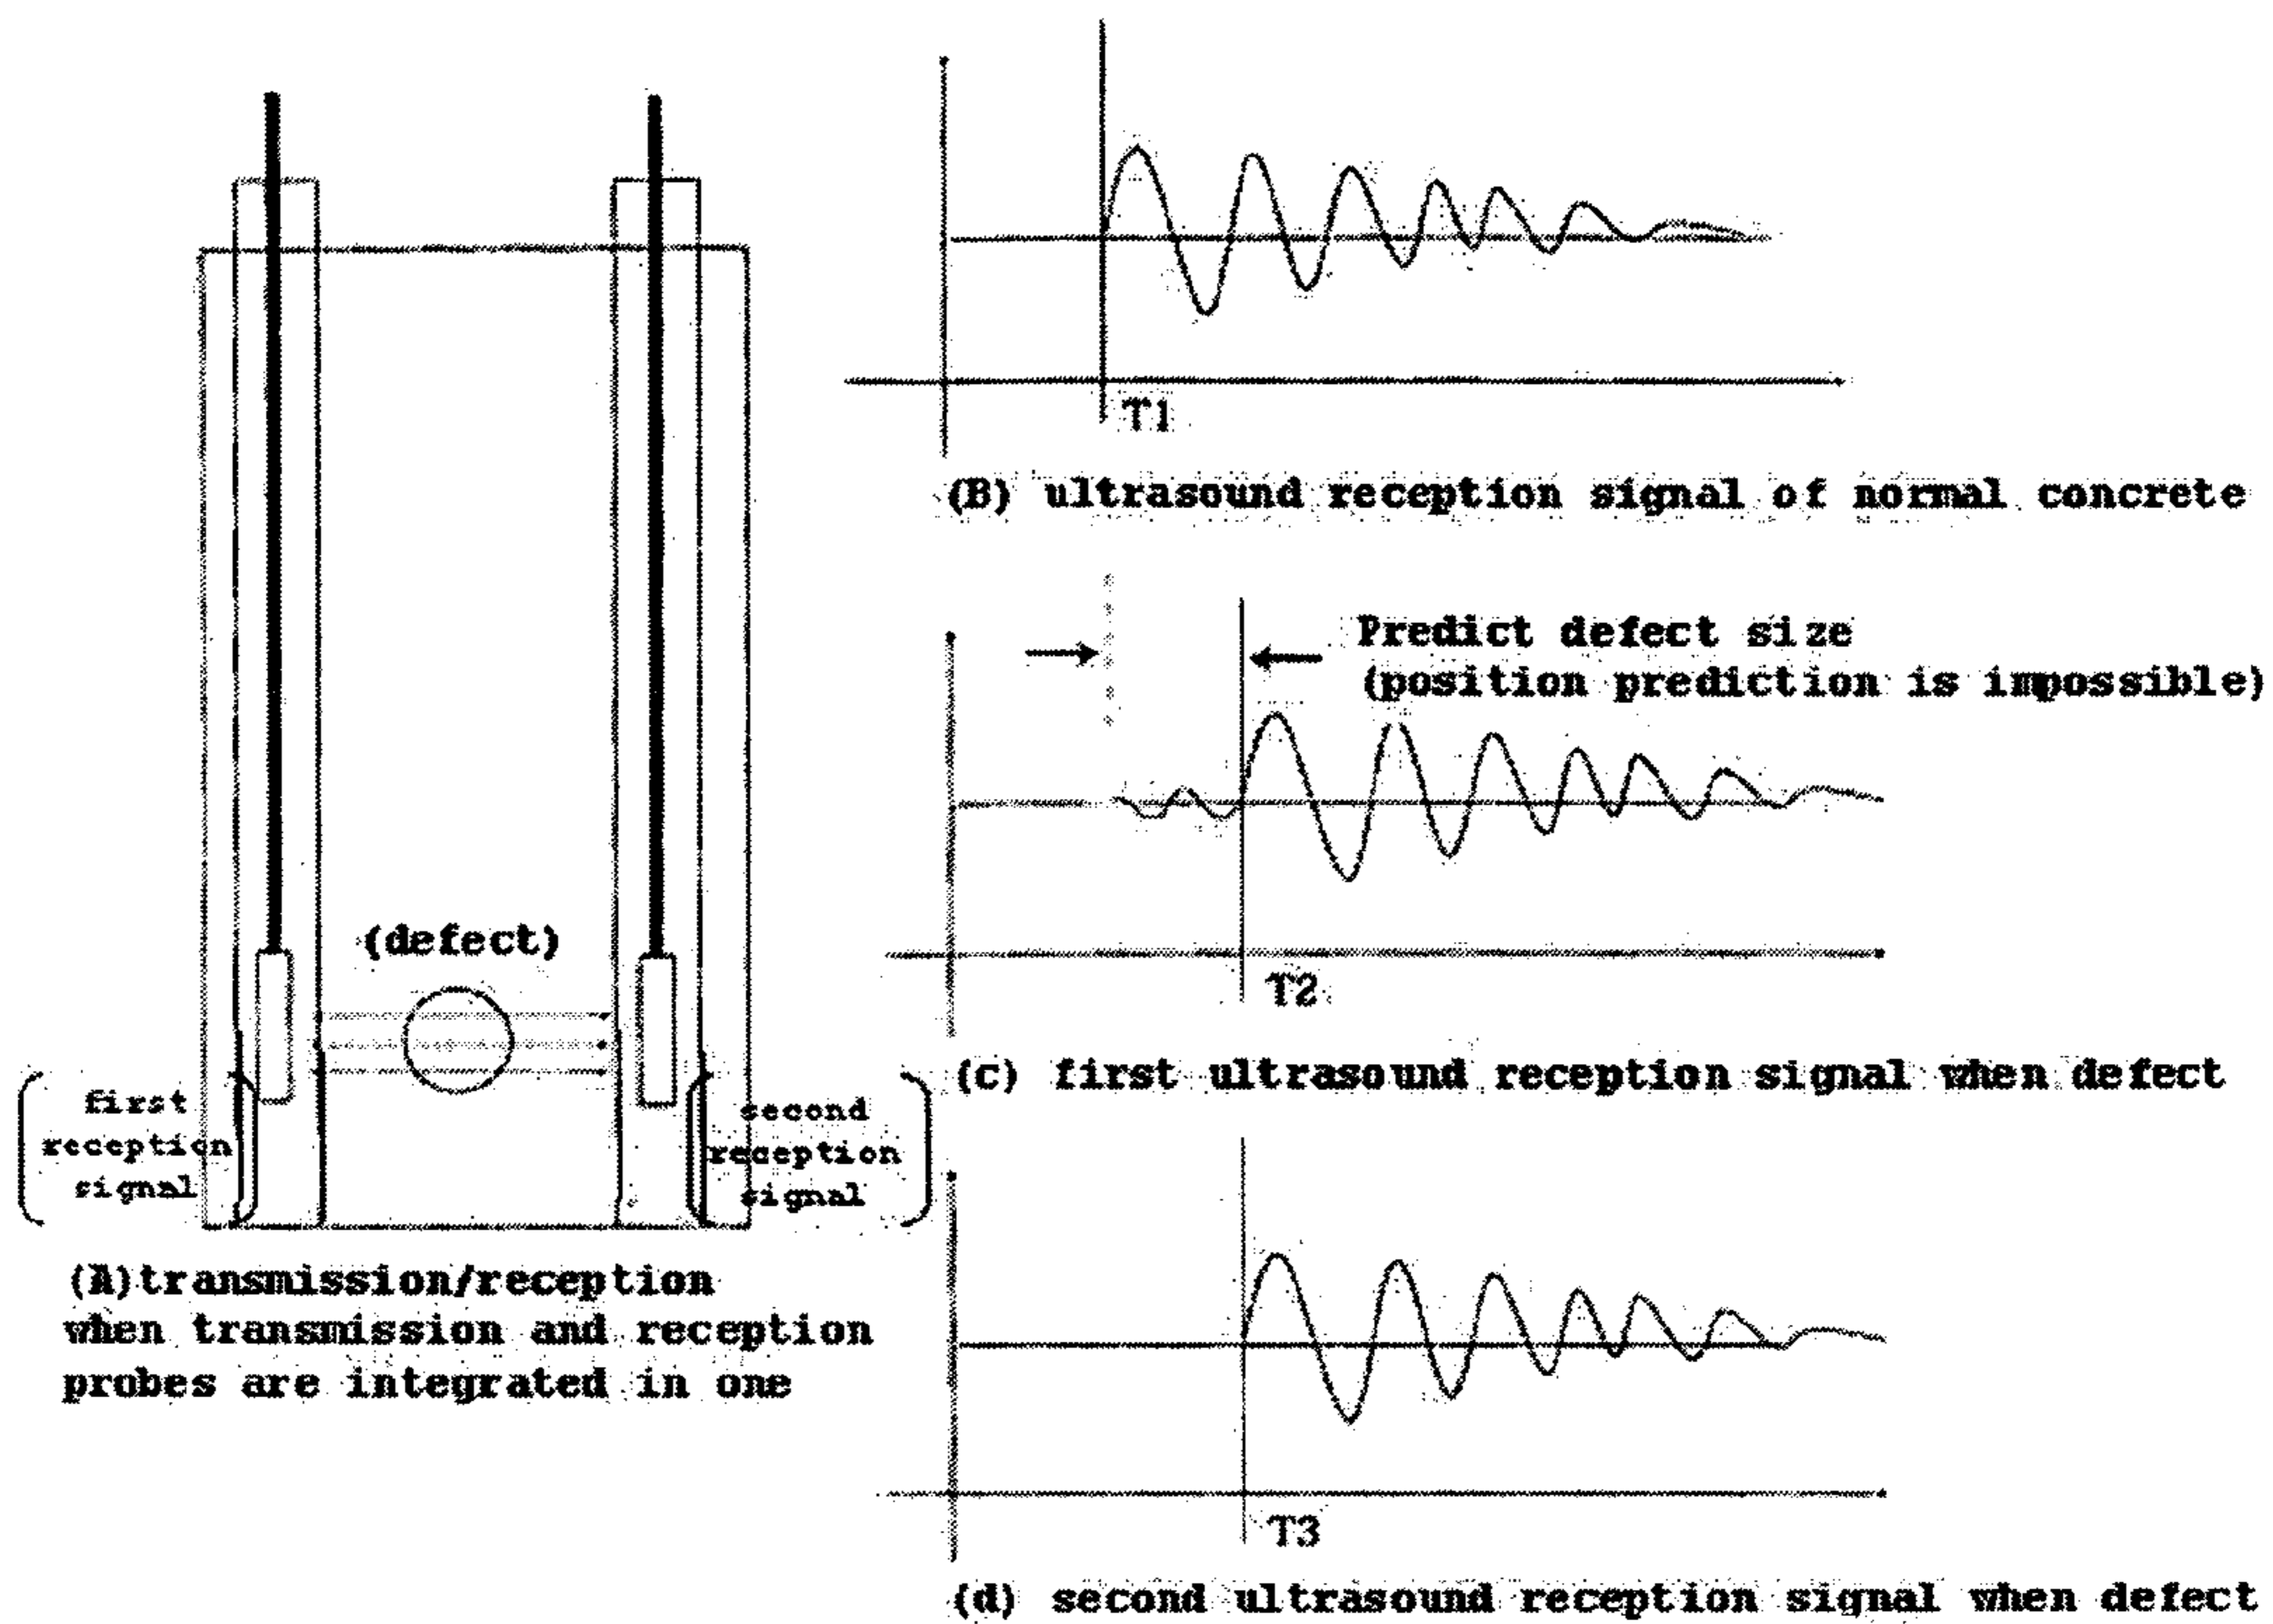 (defect)
first
reception
signal
second
reception
signal
(A)transmission/reception
when transmission and reception
probes are integrated in one
T1
(B) ultrasound reception signal of normal concrete
Predict defect size
(position prediction is impossible)
T2
(c) first ultrasound reception signal when defect
T3
(d) second ultrasound reception signal when defect